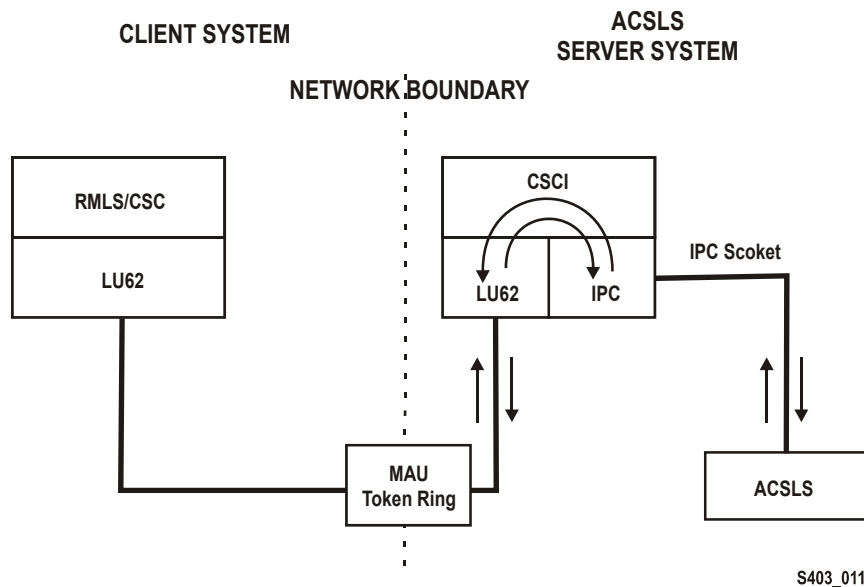 CLIENT SYSTEM
ACSLS
SERVER SYSTEM
NETWORK BOUNDARY
RMLS/CSC
LU62
CSCI
LU62
IPC
IPC Scoket
MAU
Token Ring
ACSLS
S403_011